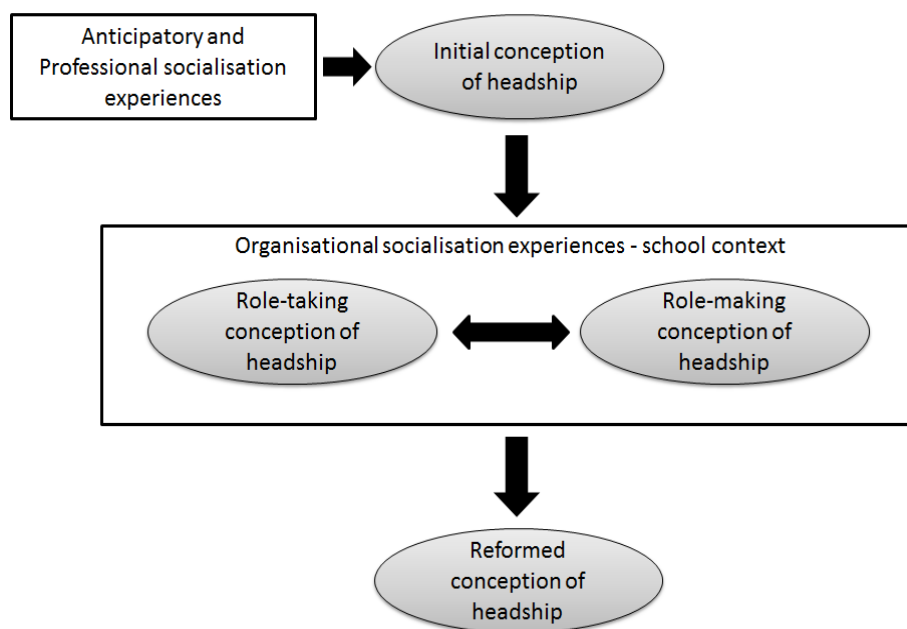 Anticipatory and
Professional socialisation
experiences
Initial conception
of headship
Organisational socialisation experiences - school context
Role-taking
conception of
headship
Role-making
conception of
headship
Reformed
conception of
headship